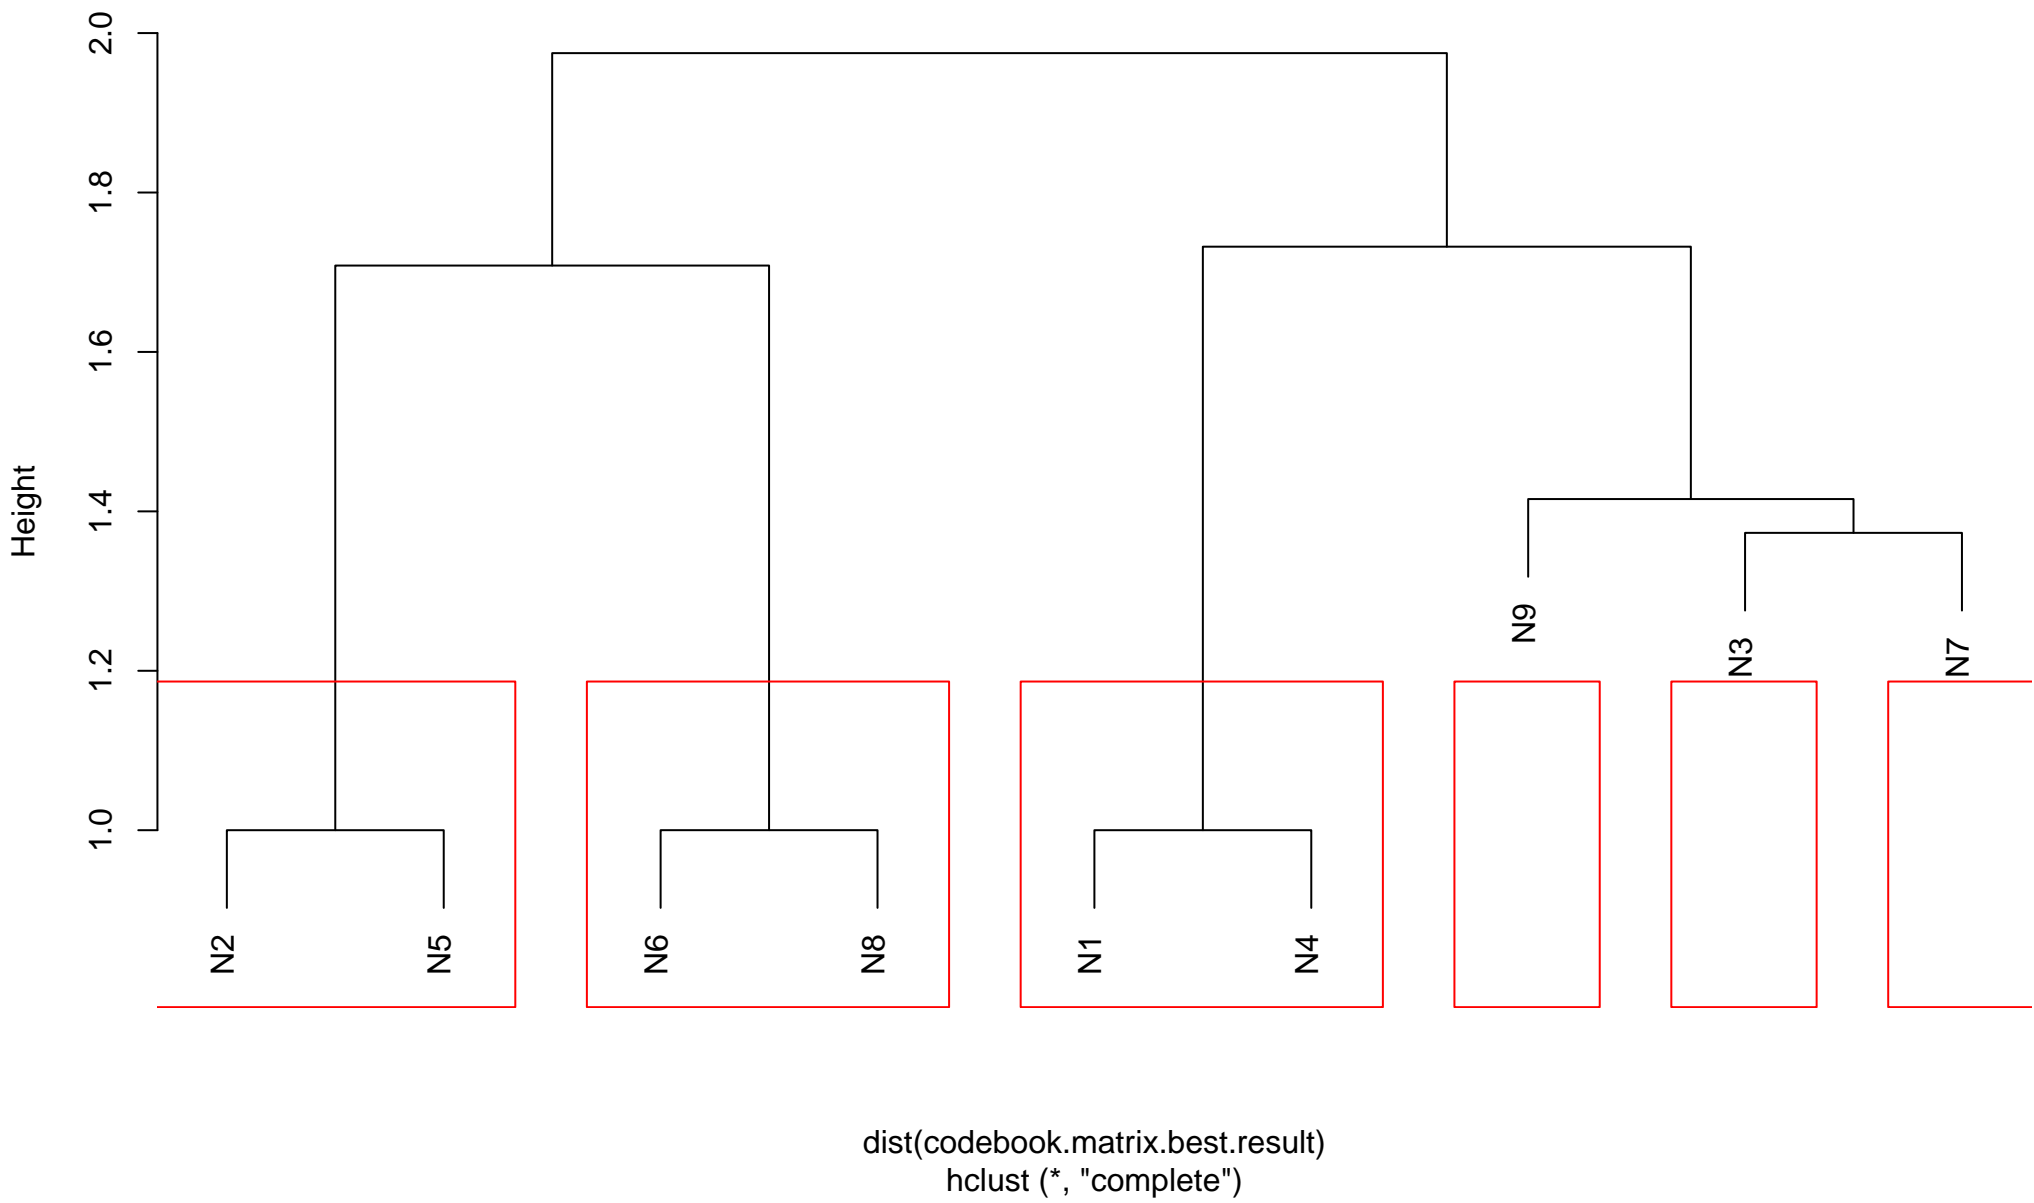 2.0
1.8
1.6
1.4
1.2
1.0
Height
N9
N3
N7
N2
N5
N6
N8
N1
N4
dist(codebook.matrix.best.result)
hclust (*, "complete")